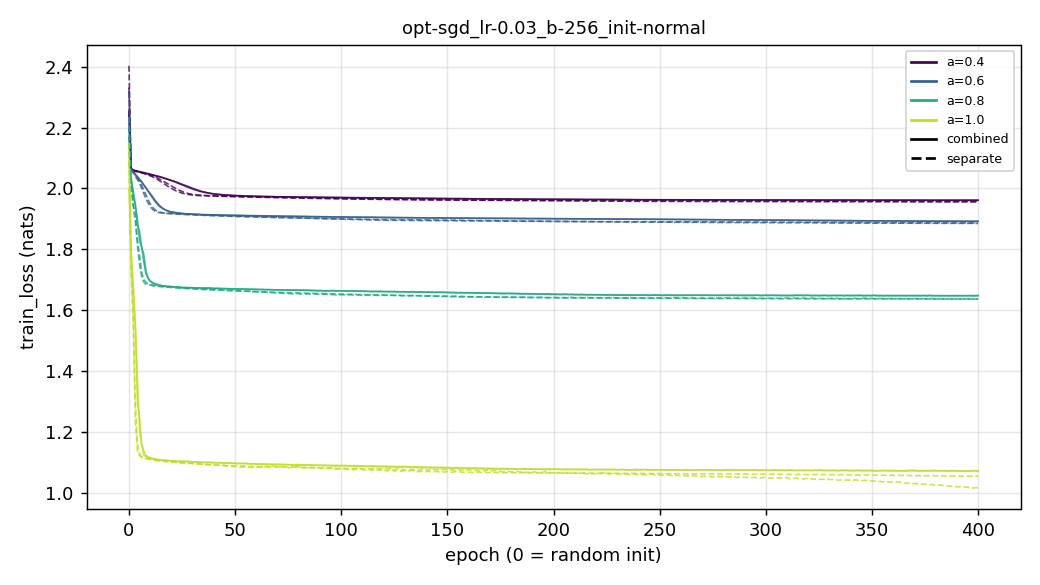 opt-sgd_lr-0.03_b-256_init-normal
train_loss (nats)
2.4
2.2
2.0
1.8
1.6
1.4
1.2
1.0
a=0.4
a=0.6
a=0.8
a=1.0
combined
separate
0 50 100 150 200 250 300 350 400
epoch (0 = random init)